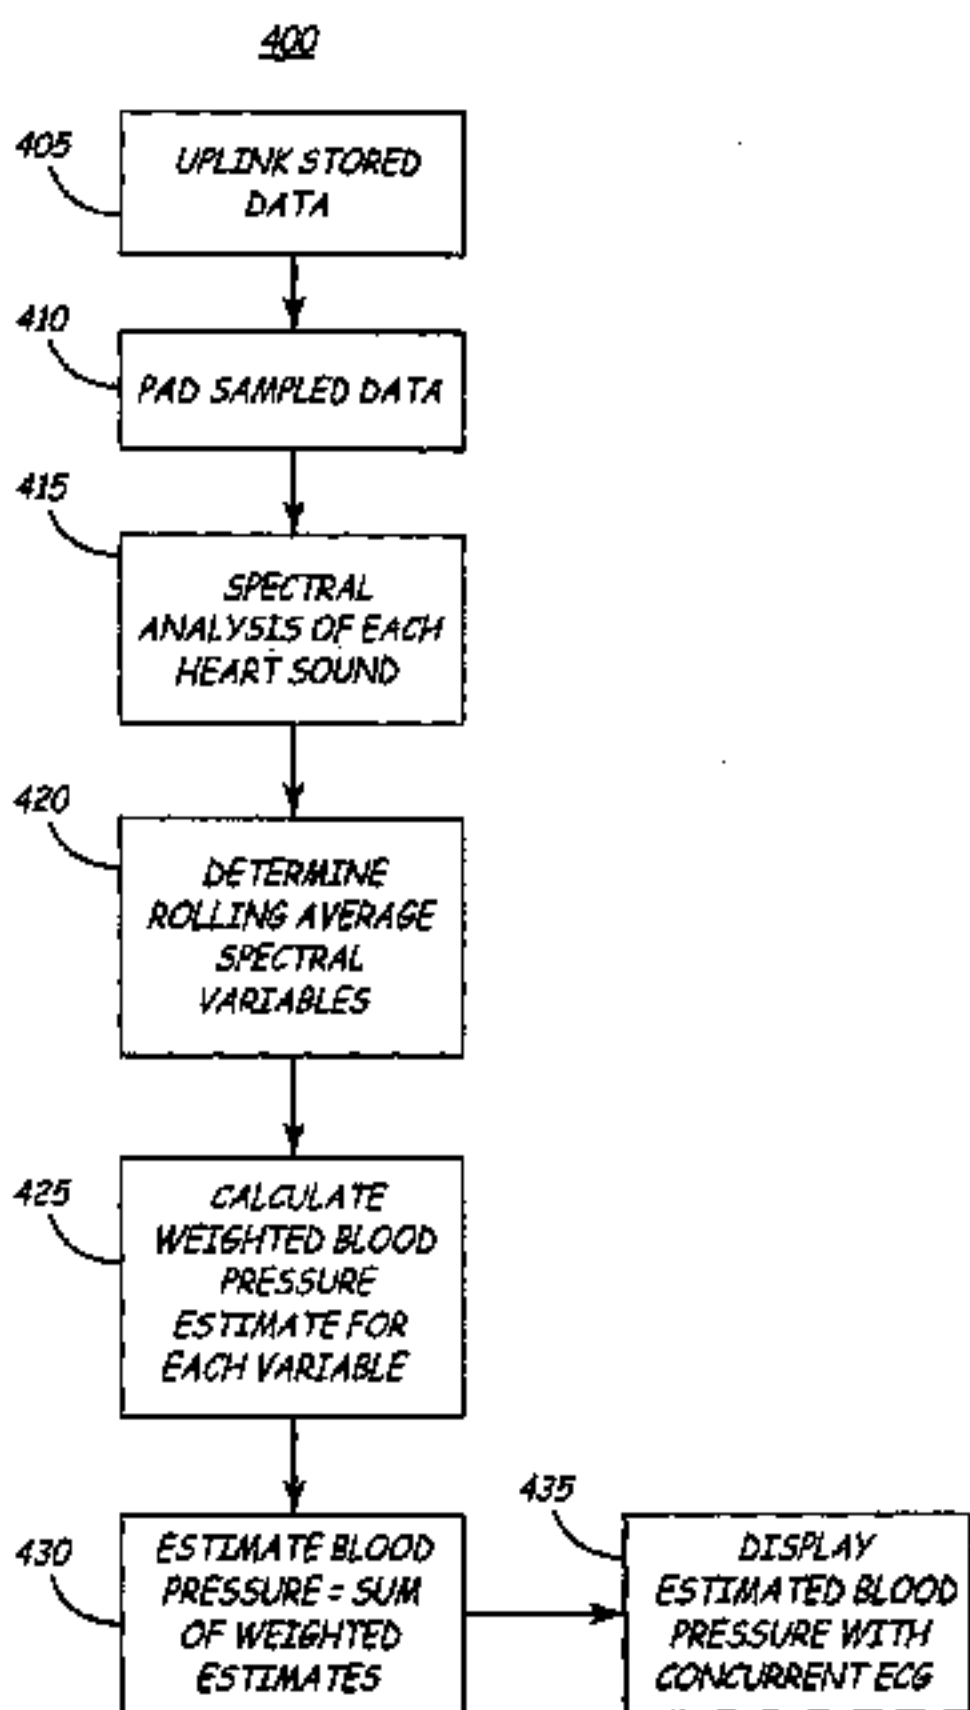 400
405
UPLINK STORED
DATA
410
PAD SAMPLED DATA
415
SPECTRAL
ANALYSIS OF EACH
HEART SOUND
420
DETERMINE
ROLLING AVERAGE
SPECTRAL
VARIABLES
425
CALCULATE
WEIGHTED BLOOD
PRESSURE
ESTIMATE FOR
EACH VARIABLE
430
ESTIMATE BLOOD
PRESSURE = SUM
OF WEIGHTED
ESTIMATES
435
DISPLAY
ESTIMATED BLOOD
PRESSURE WITH
CONCURRENT ECG